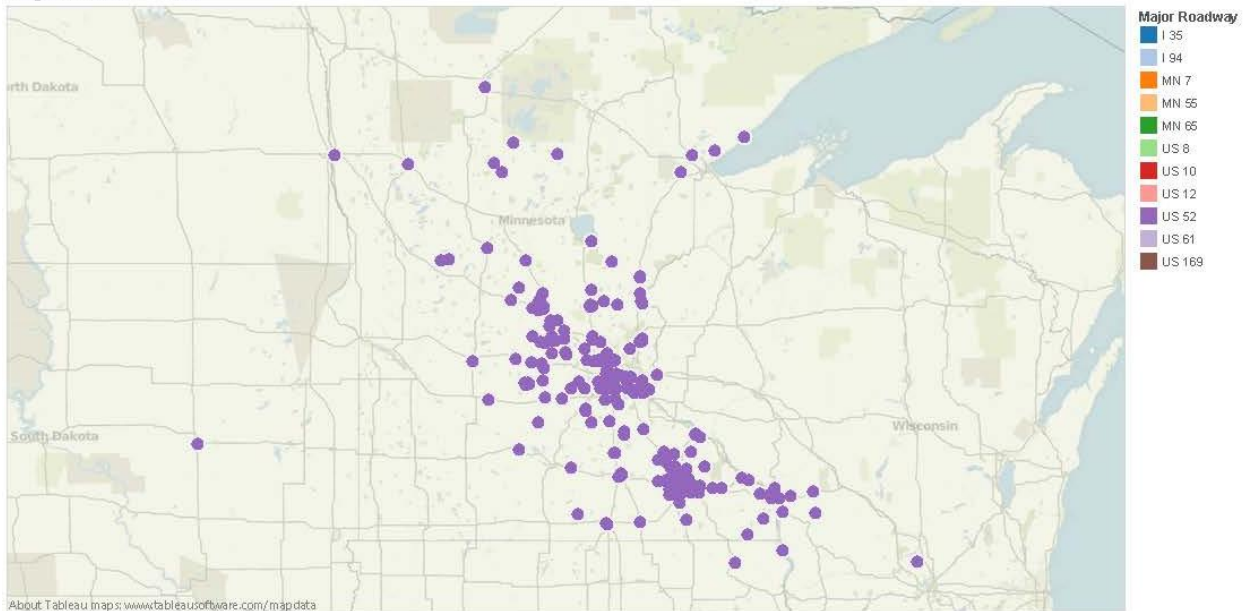 Major Roadway
I 35
I 94
MN 7
MN 55
MN 65
US 8
US 10
US 12
US 52
US 61
US 169
rth Dakota
Minnesota
South Dakota
Wisconsin
About Tableau maps: www.tableausoftware.com/mapdata